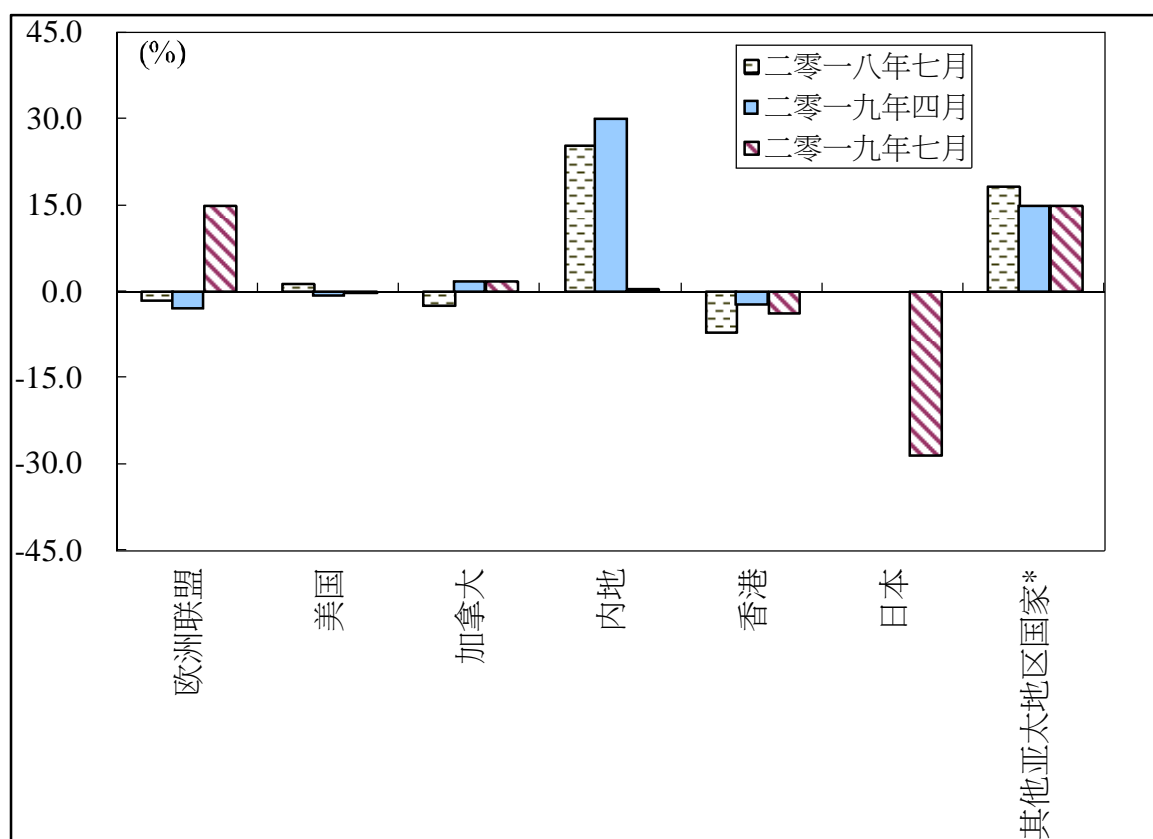 45.0
(%)
二零一八年七月
二零一九年四月
二零一九年七月
30.0
15.0
0.0
-15.0
-30.0
-45.0
欧洲联盟
美国
加拿大
内地
香港
日本
其他亚太地区国家*